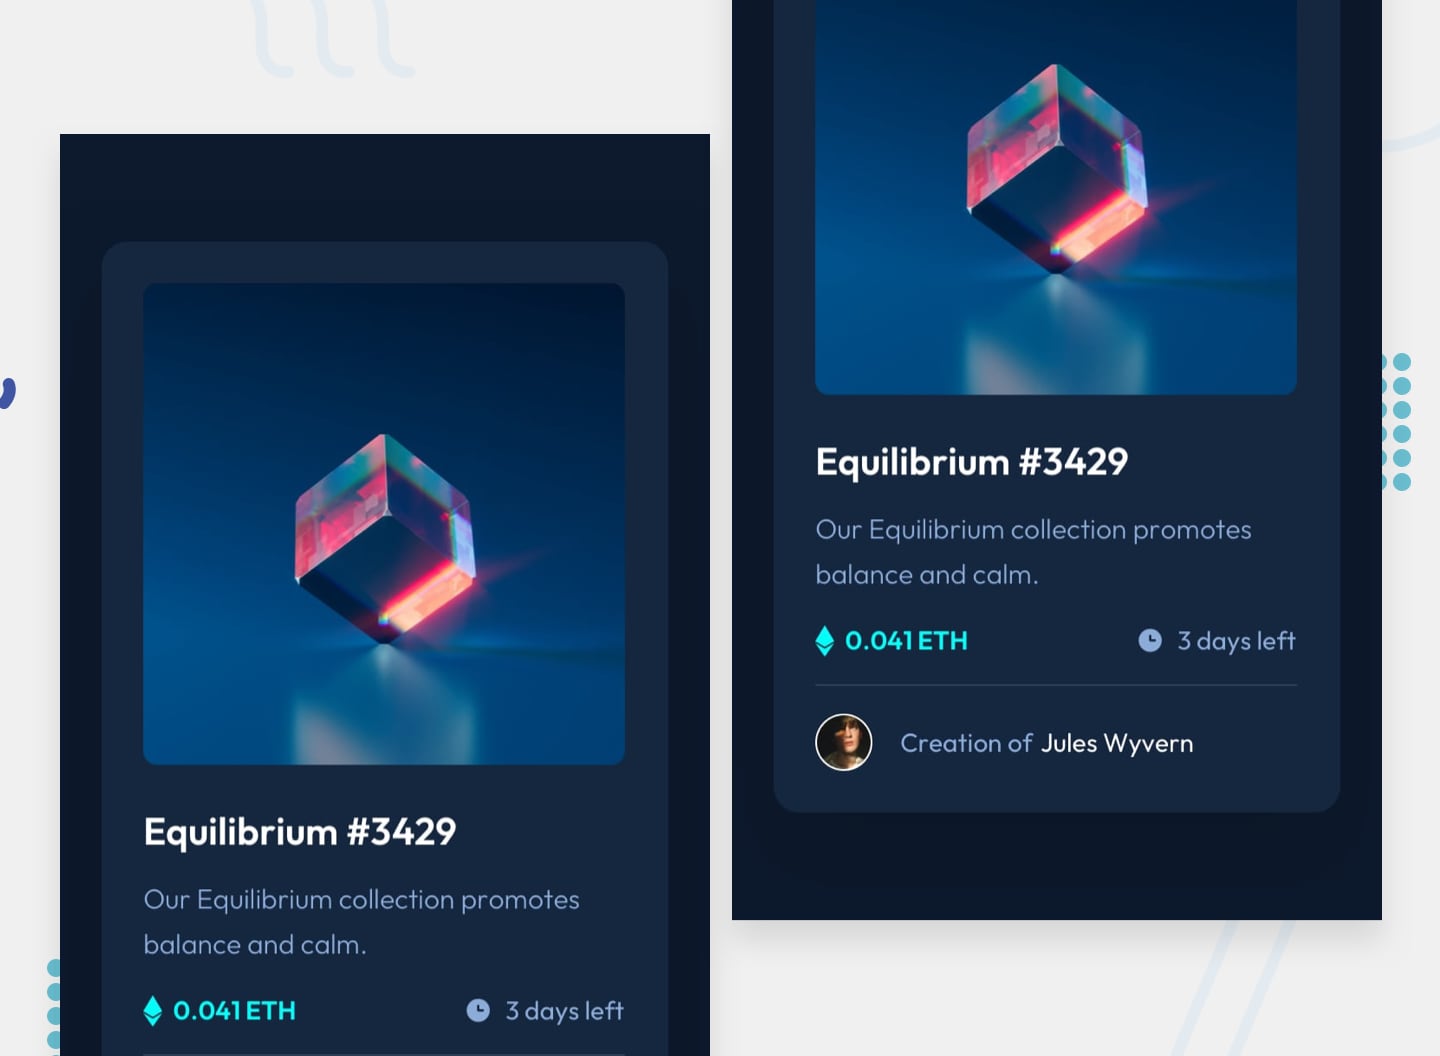 Equilibrium #3429
Our Equilibrium collection promotes
balance and calm.
0.041 ETH
3 days left
Equilibrium #3429
Our Equilibrium collection promotes
balance and calm.
0.041 ETH
3 days left
Creation of Jules Wyvern